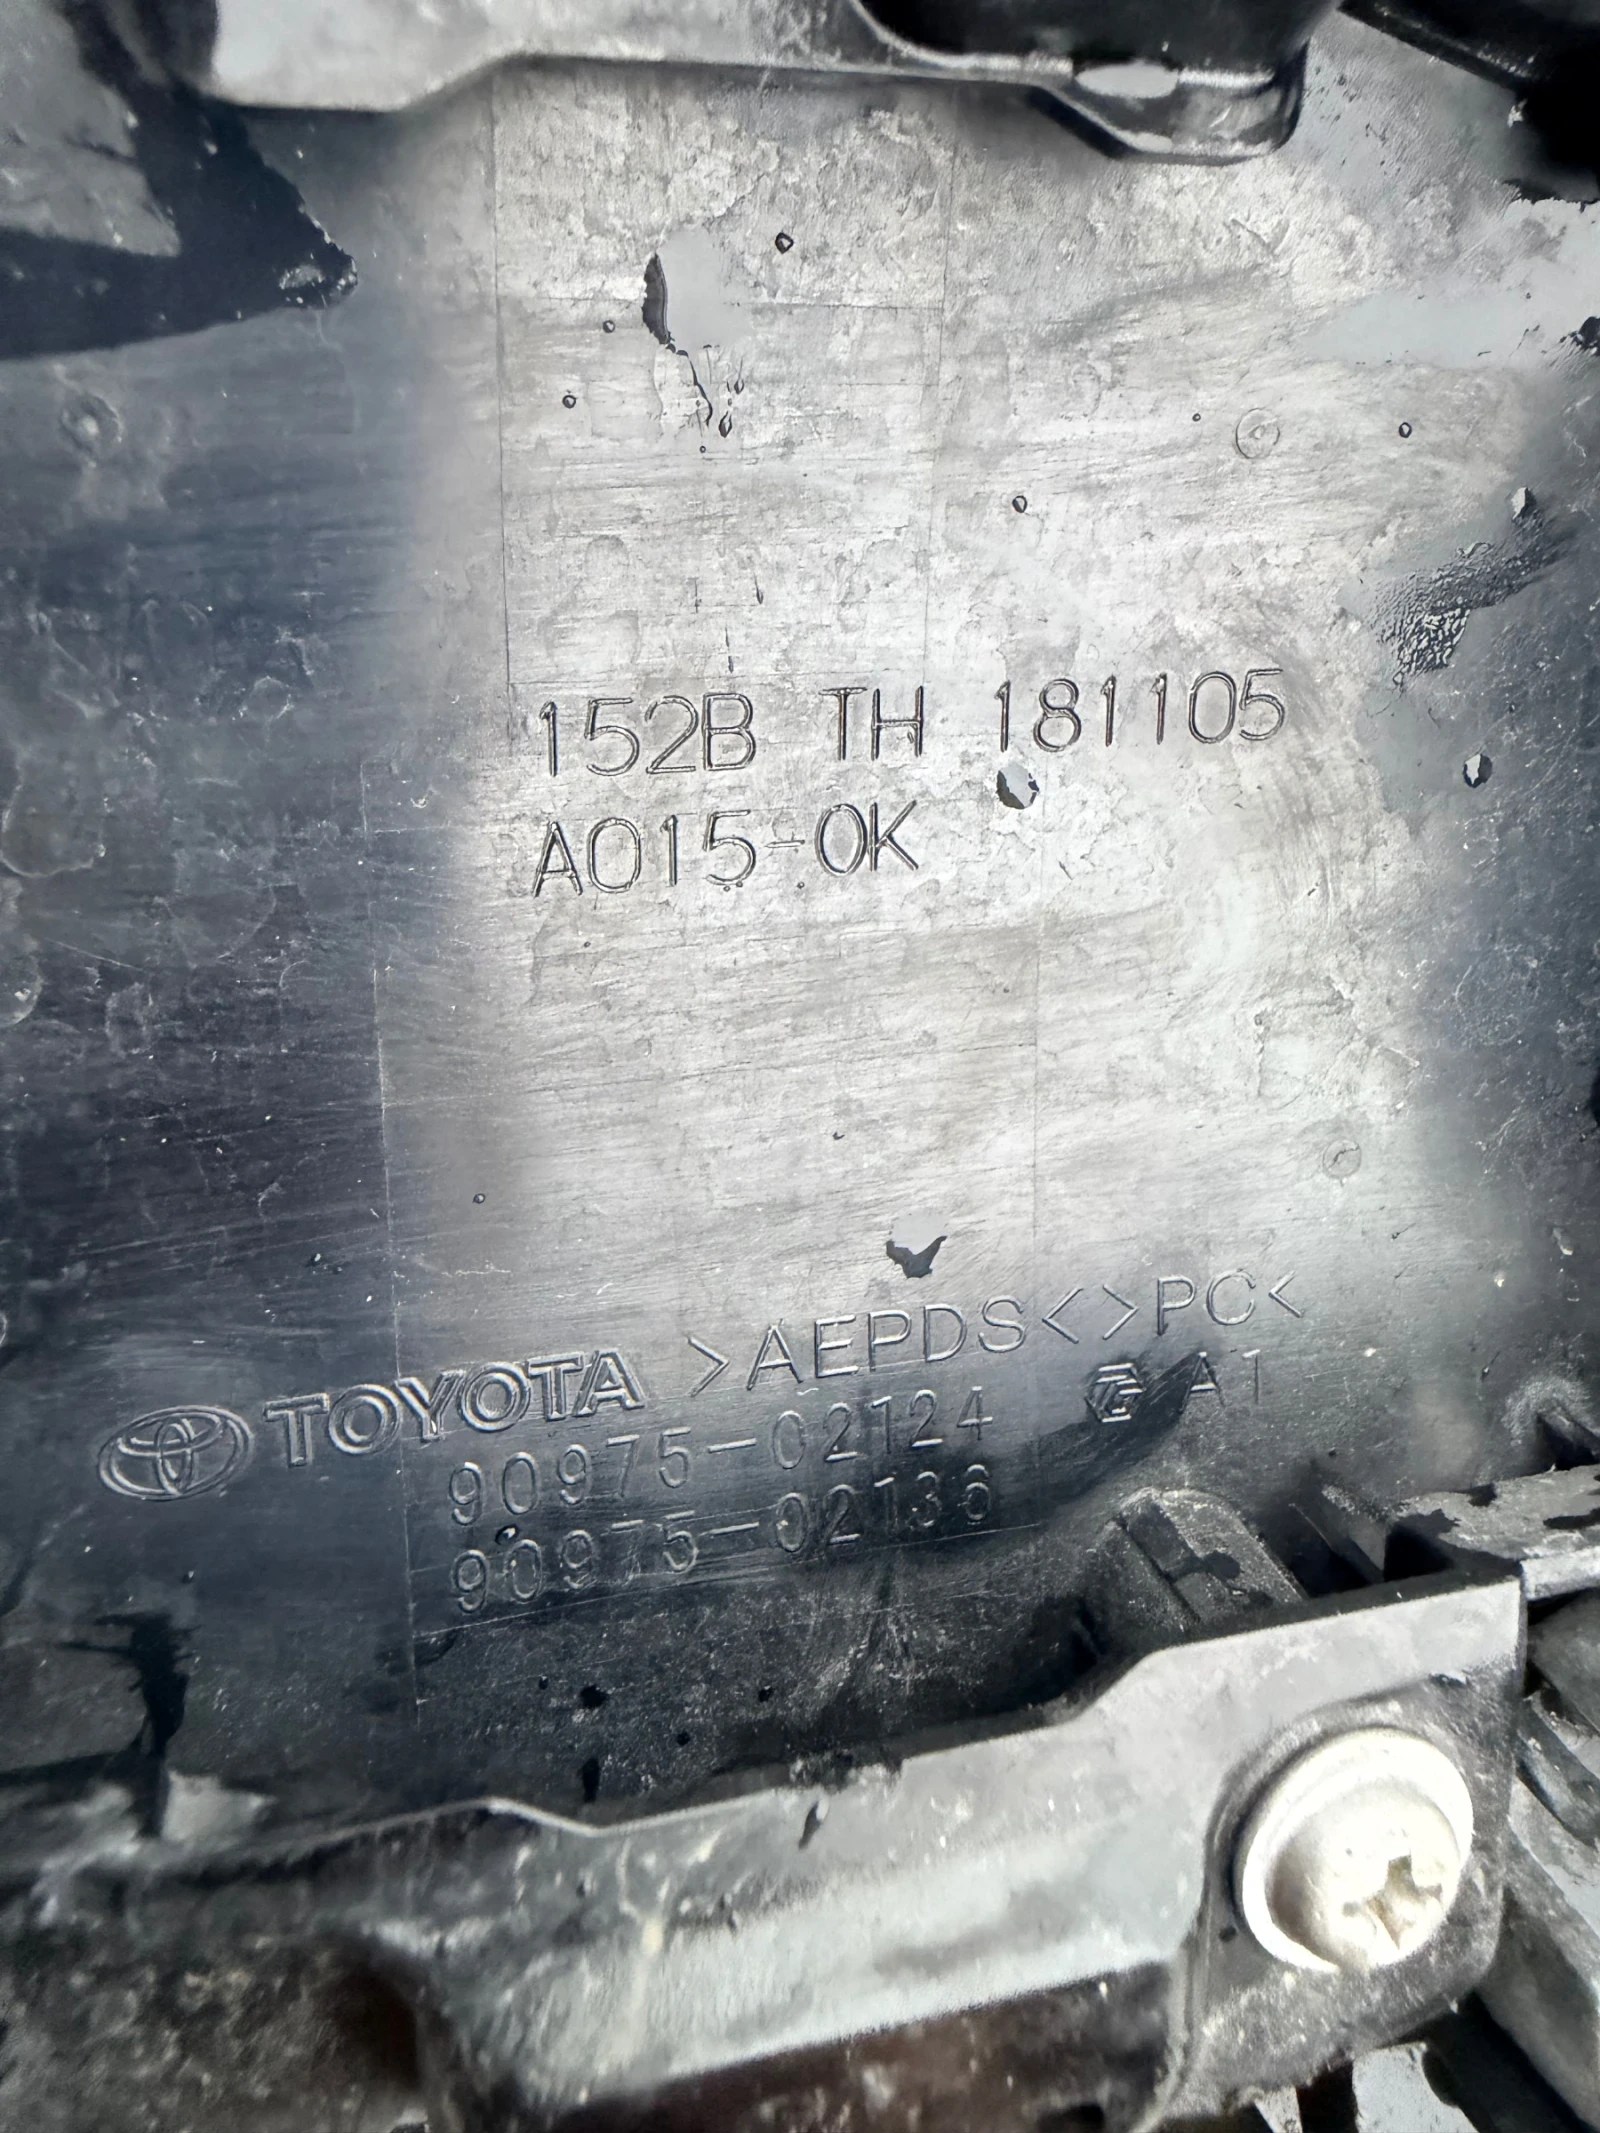 152B TH 181105
A015-0K
TOYOTA >AEPDS<>PC<
A1
90975-02124
90975-02136